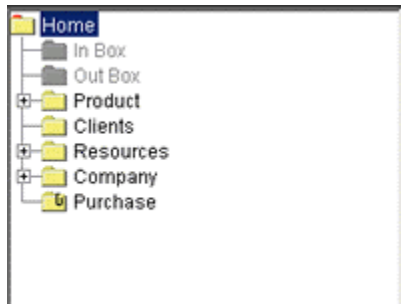 Home
In Box
Out Box
Product
Clients
Resources
Company
Purchase